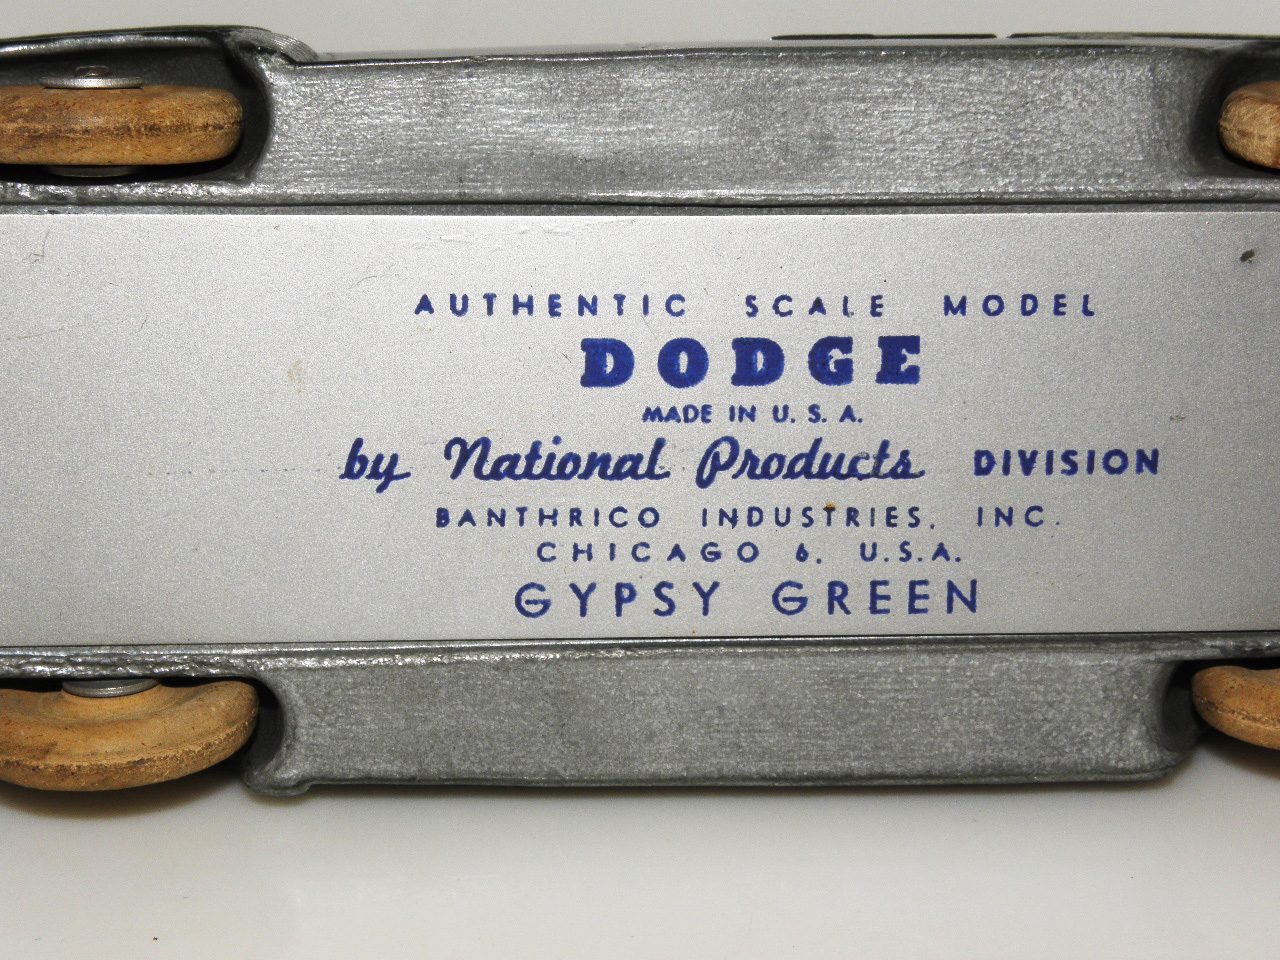 AUTHENTIC SCALE MODEL
DODGE
MADE IN U. S. A.
by National Products DIVISION
BANTHRICO INDUSTRIES, INC.
CHICAGO 6, U.S.A.
GYPSY GREEN